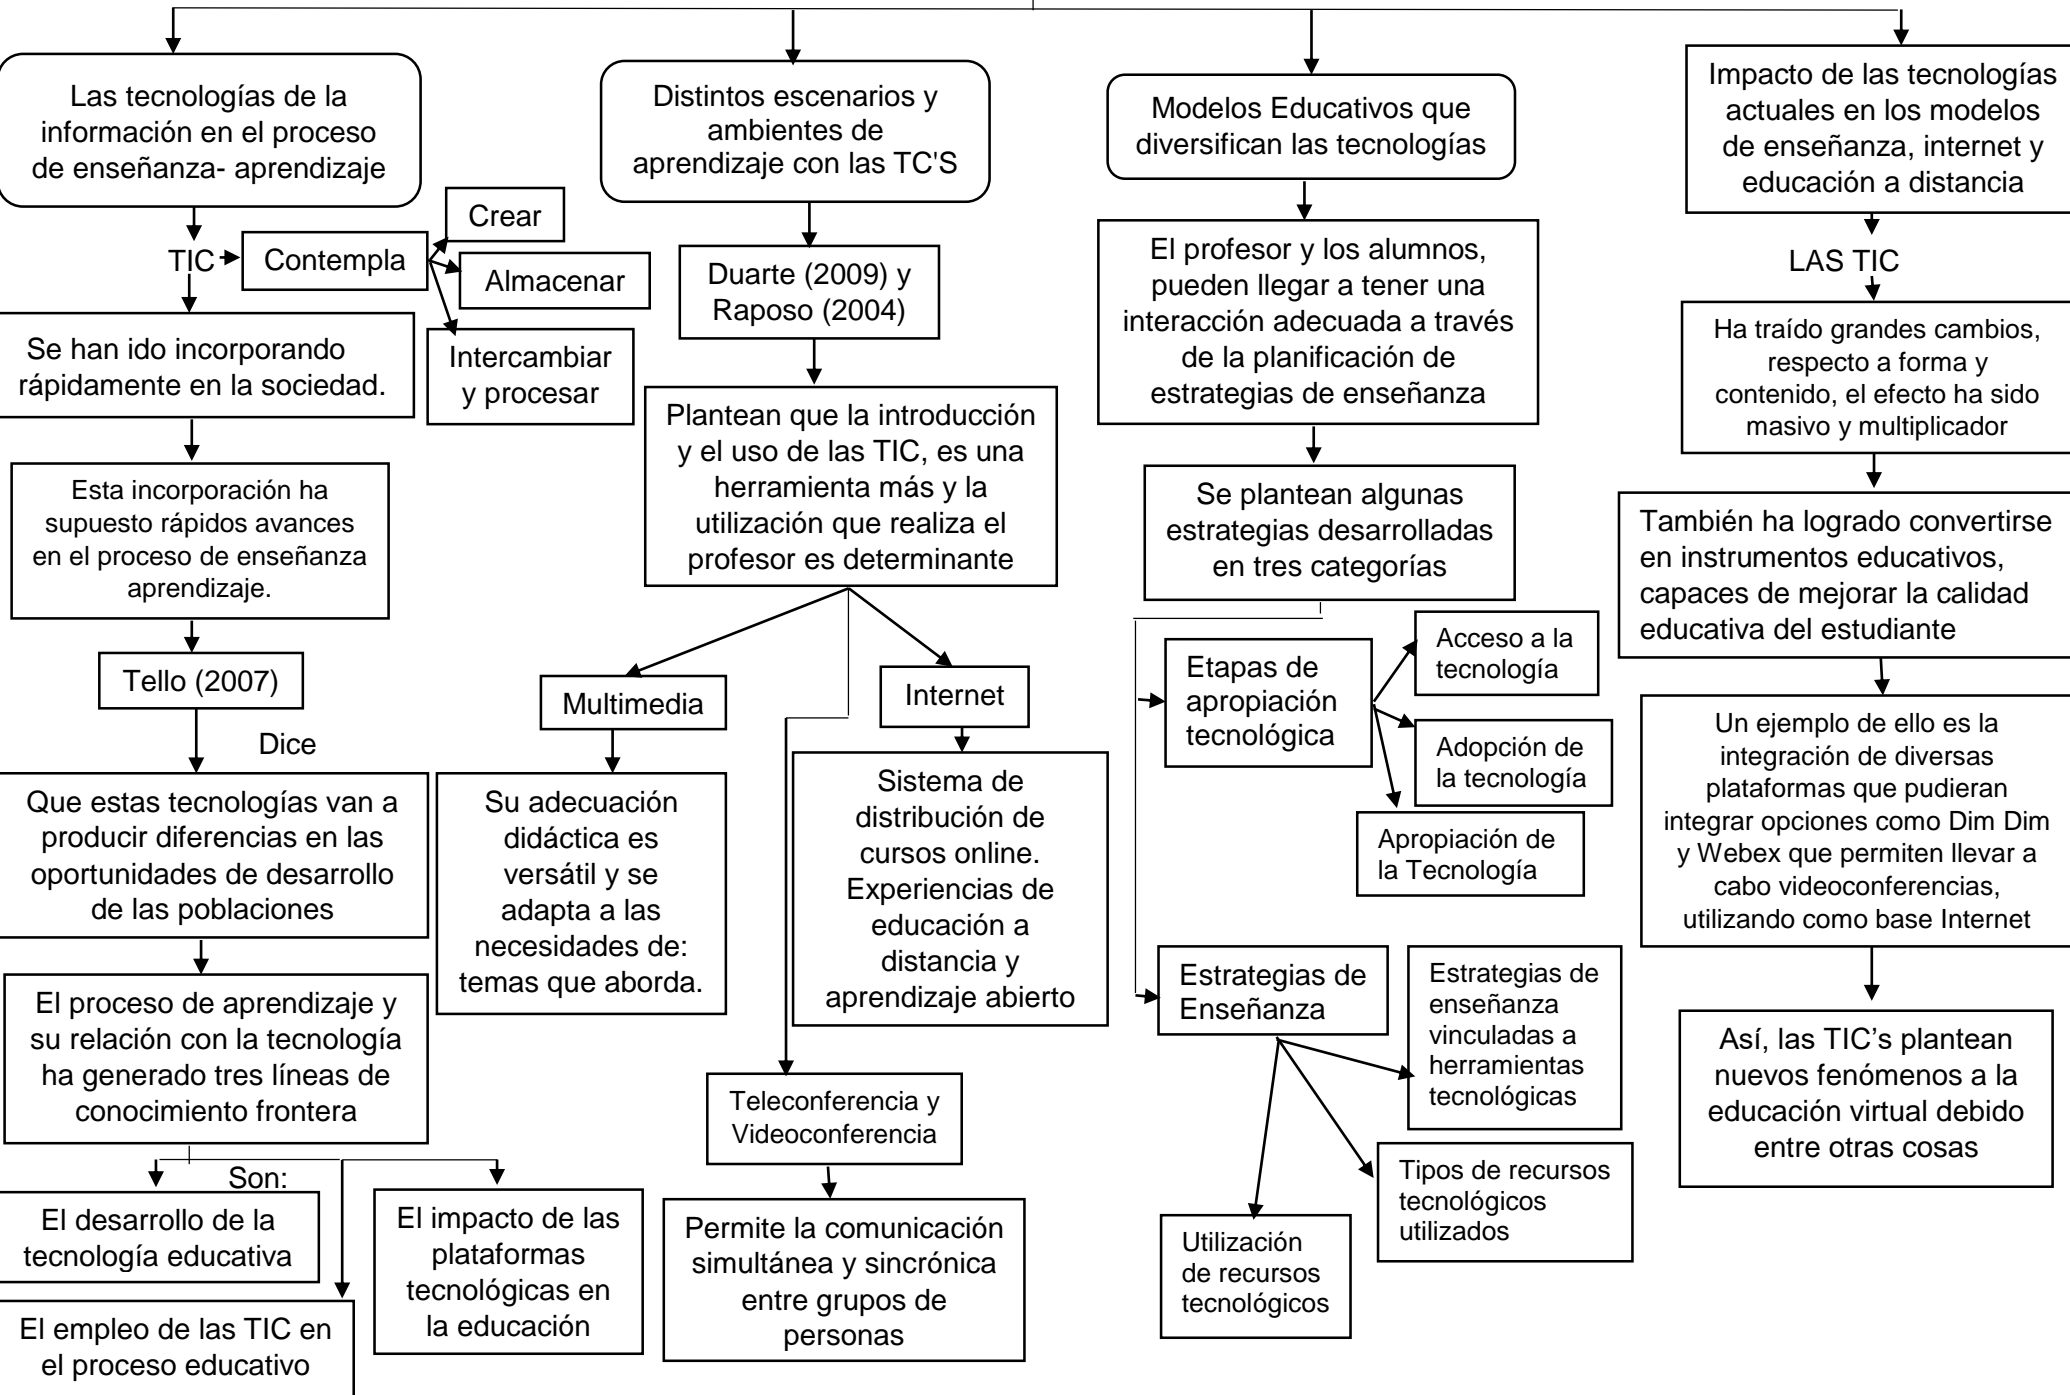 Las tecnologías de la
información en el proceso
de enseñanza- aprendizaje
TIC
Contempla
Crear
Almacenar
Intercambiar
y procesar
Se han ido incorporando
rápidamente en la sociedad.
Esta incorporación ha
supuesto rápidos avances
en el proceso de enseñanza
aprendizaje.
Tello (2007)
Dice
Que estas tecnologías van a
producir diferencias en las
oportunidades de desarrollo
de las poblaciones
El proceso de aprendizaje y
su relación con la tecnología
ha generado tres líneas de
conocimiento frontera
Son:
El desarrollo de la
tecnología educativa
El empleo de las TIC en
el proceso educativo
El impacto de las
plataformas
tecnológicas en
la educación
Distintos escenarios y
ambientes de
aprendizaje con las TC'S
Duarte (2009) y
Raposo (2004)
Plantean que la introducción
y el uso de las TIC, es una
herramienta más y la
utilización que realiza el
profesor es determinante
Multimedia
Su adecuación
didáctica es
versátil y se
adapta a las
necesidades de:
temas que aborda.
Internet
Sistema de
distribución de
cursos online.
Experiencias de
educación a
distancia y
aprendizaje abierto
Teleconferencia y
Videoconferencia
Permite la comunicación
simultánea y sincrónica
entre grupos de
personas
Modelos Educativos que
diversifican las tecnologías
El profesor y los alumnos,
pueden llegar a tener una
interacción adecuada a través
de la planificación de
estrategias de enseñanza
Se plantean algunas
estrategias desarrolladas
en tres categorías
Etapas de
apropiación
tecnológica
Acceso a la
tecnología
Adopción de
la tecnología
Apropiación de
la Tecnología
Estrategias de
Enseñanza
Estrategias de
enseñanza
vinculadas a
herramientas
tecnológicas
Tipos de recursos
tecnológicos
utilizados
Utilización
de recursos
tecnológicos
Impacto de las tecnologías
actuales en los modelos
de enseñanza, internet y
educación a distancia
LAS TIC
Ha traído grandes cambios,
respecto a forma y
contenido, el efecto ha sido
masivo y multiplicador
También ha logrado convertirse
en instrumentos educativos,
capaces de mejorar la calidad
educativa del estudiante
Un ejemplo de ello es la
integración de diversas
plataformas que pudieran
integrar opciones como Dim Dim
y Webex que permiten llevar a
cabo videoconferencias,
utilizando como base Internet
Así, las TIC’s plantean
nuevos fenómenos a la
educación virtual debido
entre otras cosas